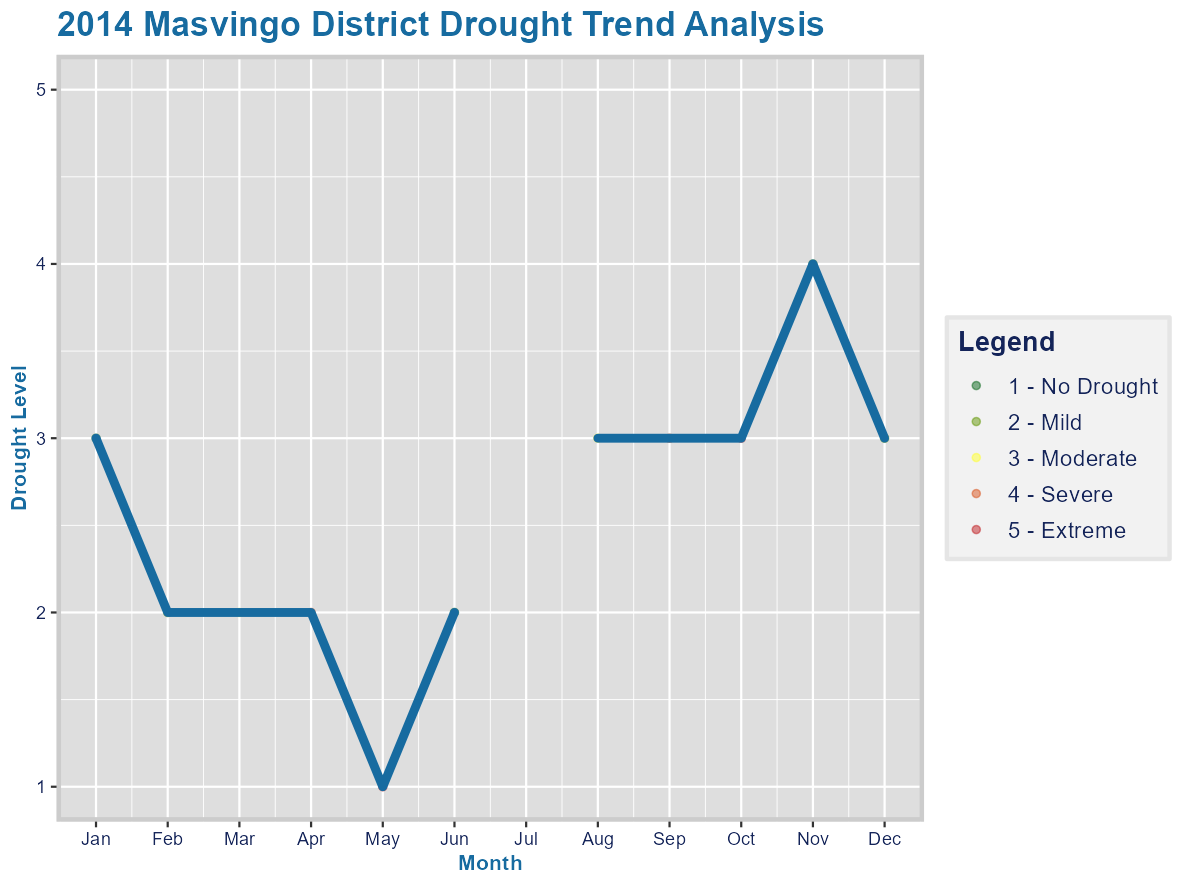 2014 Masvingo District Drought Trend Analysis
5
4
3
2
1
Drought Level
Jan Feb Mar Apr May Jun Jul Aug Sep Oct Nov Dec
Month
Legend
1 - No Drought
2 - Mild
3 - Moderate
4 - Severe
5 - Extreme